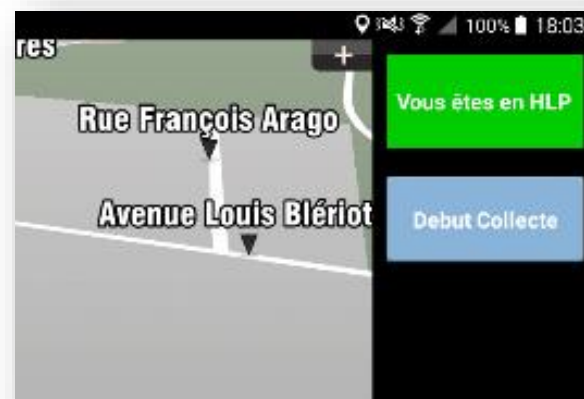 100% 18:03
res
+
Vous êtes en HLP
Rue François Arago
Avenue Louis Blériot
Debut Collecte